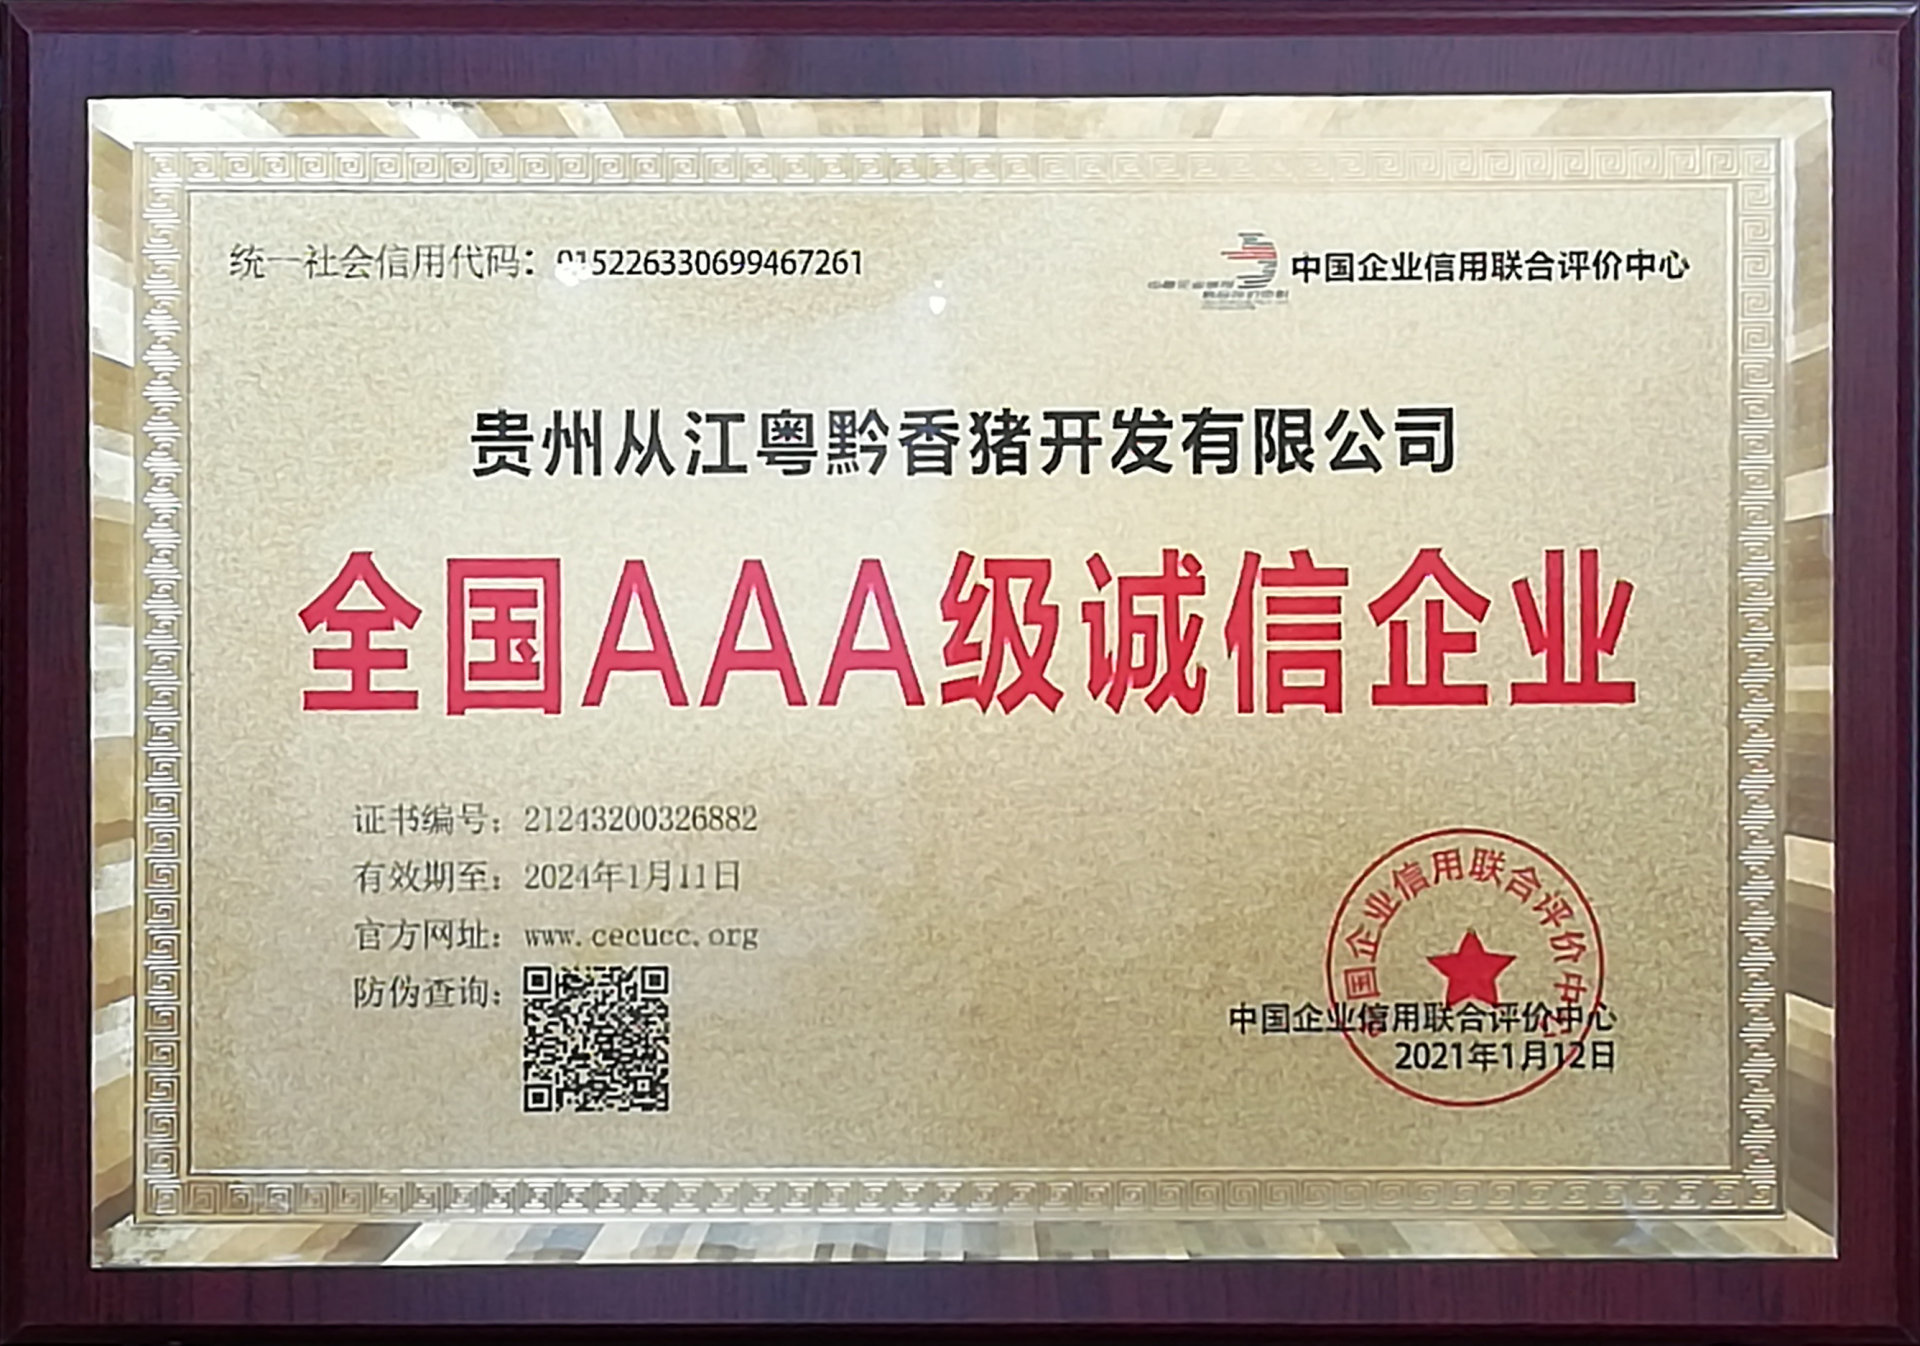 统一社会信用代码：915226330699467261
中国企业信用联合评价中心
贵州从江粤黔香猪开发有限公司
全国AAA级诚信企业
证书编号：21243200326882
有效期至：2024年1月11日
官方网址：www.cecucc.org
防伪查询：
中国企业信用联合评价中心
中国企业信用联合评价中心
2021年1月12日